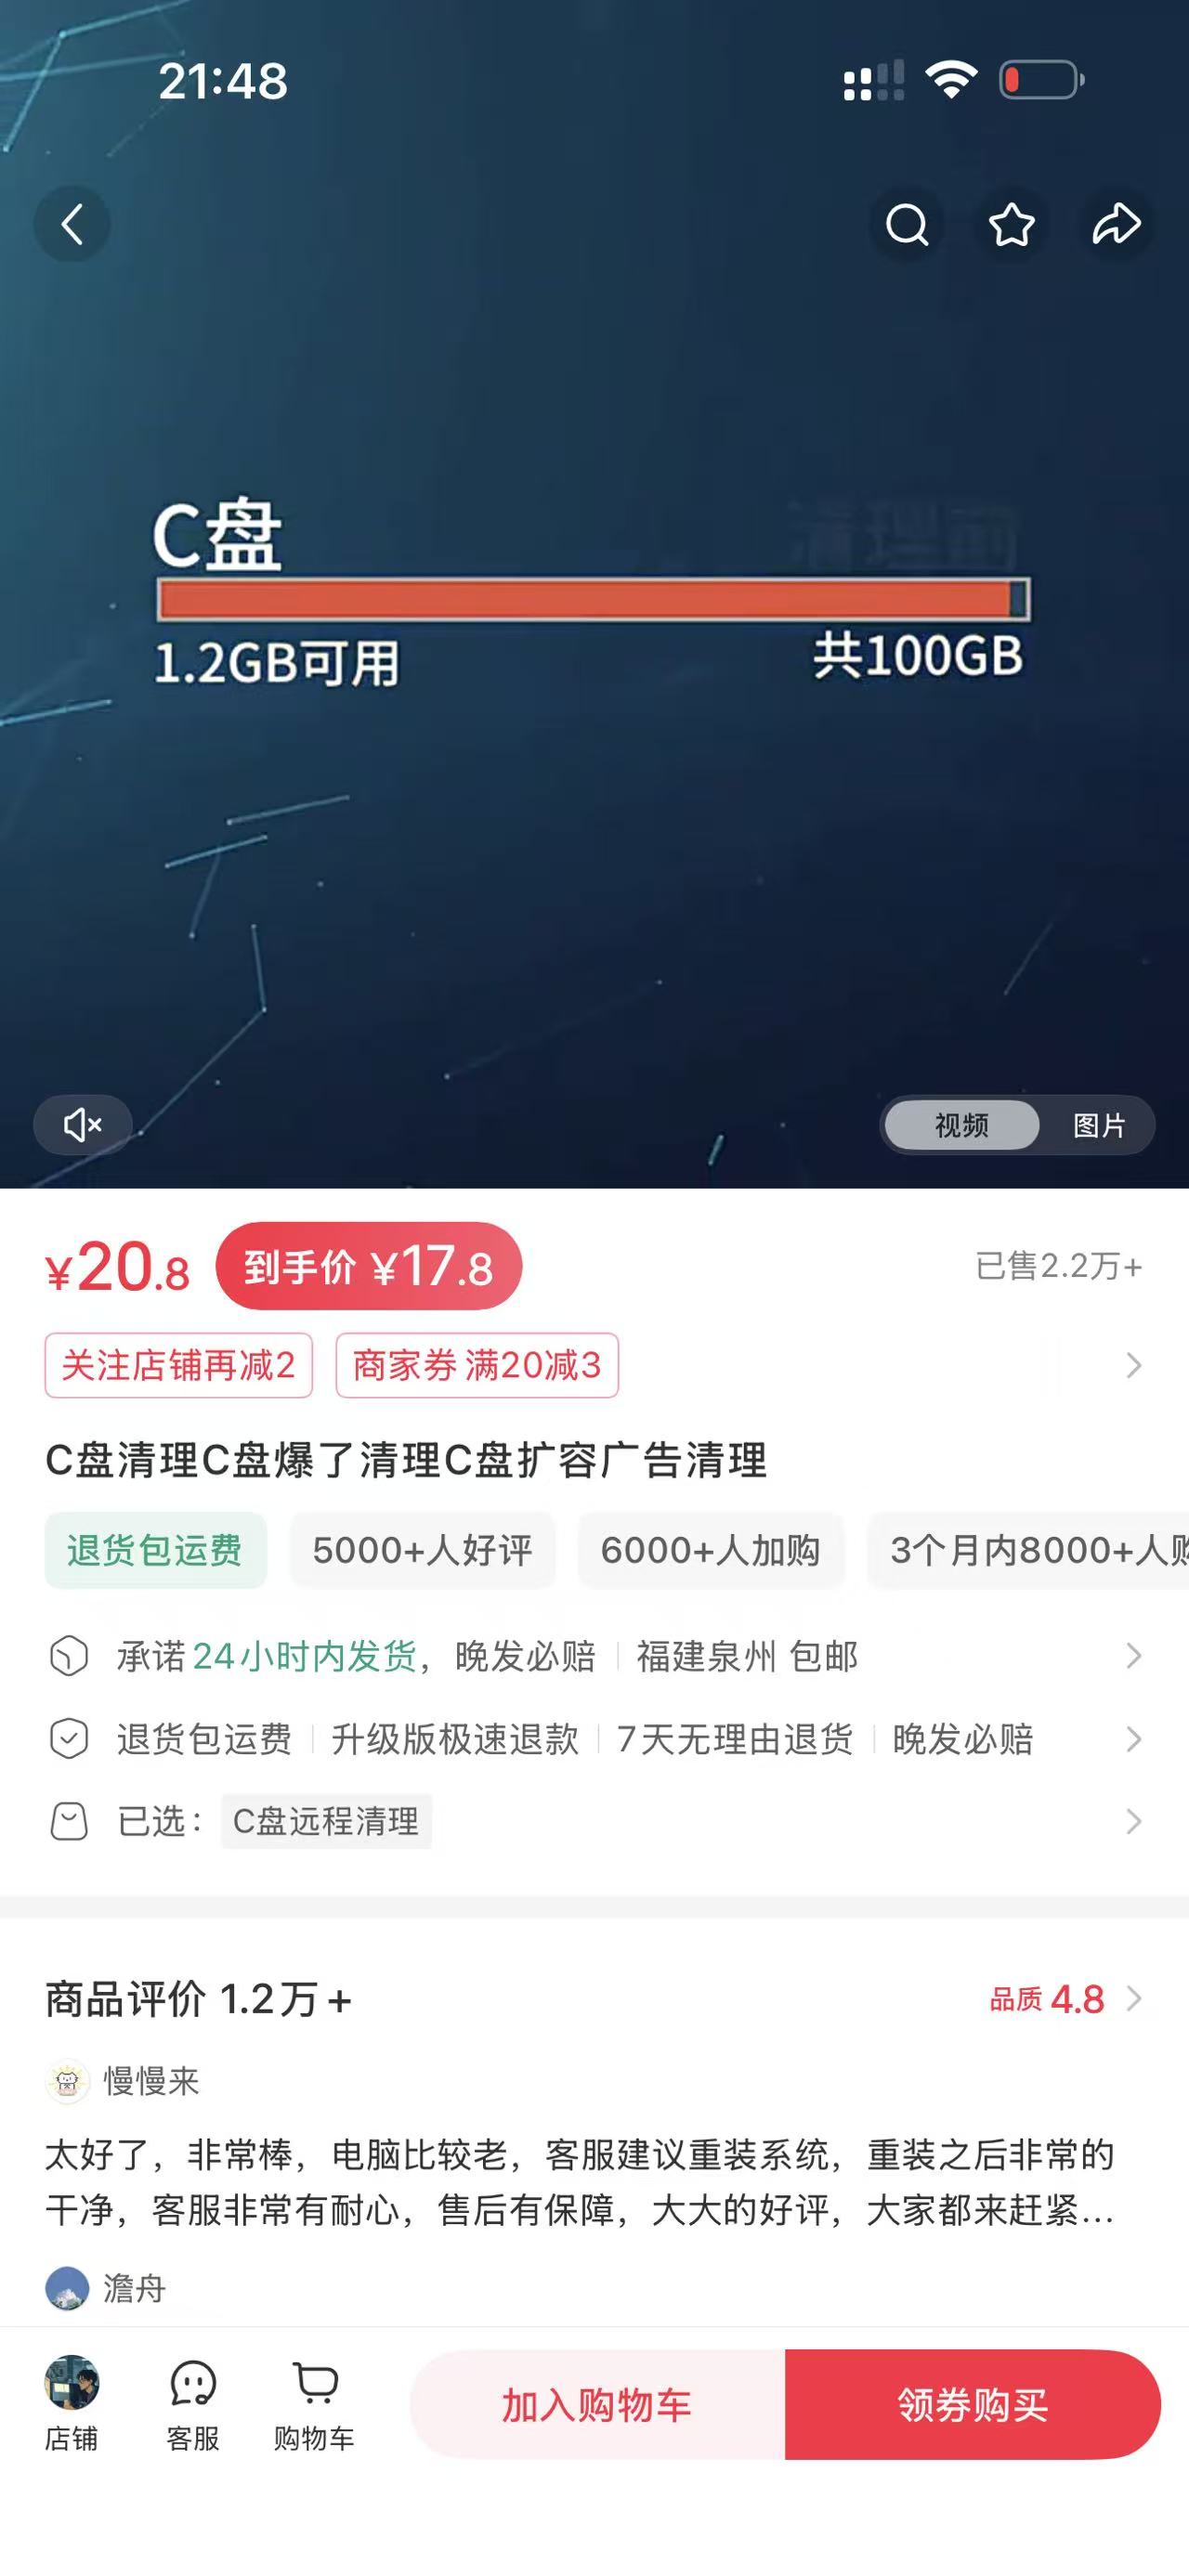 21:48
C盘
清理前
1.2GB可用
共100GB
视频
图片
¥20.8
到手价 ¥17.8
已售2.2万+
关注店铺再减2
商家券 满20减3
C盘清理C盘爆了清理C盘扩容广告清理
退货包运费
5000+人好评
6000+人加购
3个月内8000+人
承诺24小时内发货，晚发必赔
福建泉州 包邮
退货包运费
升级版极速退款
7天无理由退货
晚发必赔
已选：
C盘远程清理
商品评价 1.2万+
品质 4.8
慢慢来
太好了，非常棒，电脑比较老，客服建议重装系统，重装之后非常的
干净，客服非常有耐心，售后有保障，大大的好评，大家都来赶紧...
澹舟
店铺
客服
购物车
加入购物车
领券购买